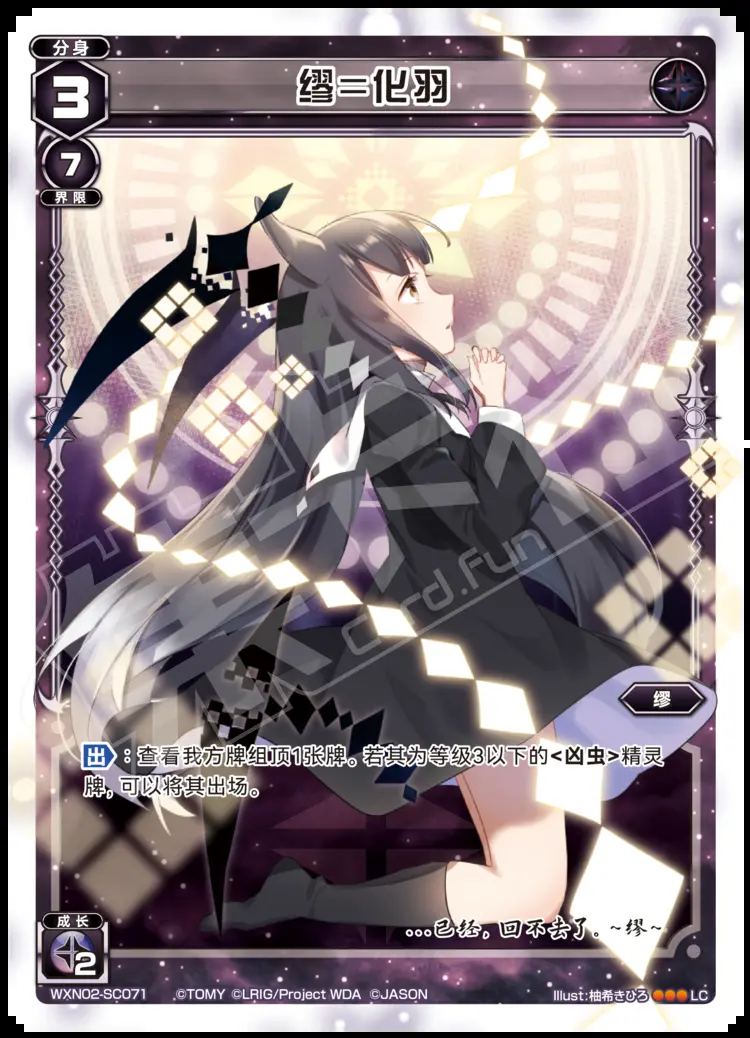 分身
3
缪=化羽
7
界限
集换社
card.fun
缪
出：查看我方牌组顶1张牌。若其为等级3以下的<凶虫>精灵
牌，可以将其出场。
...已经，回不去了。~缪~
成长
2
WXN02-SC071 ©TOMY ©LRIG/Project WDA ©JASON Illust:柚希きひろ LC